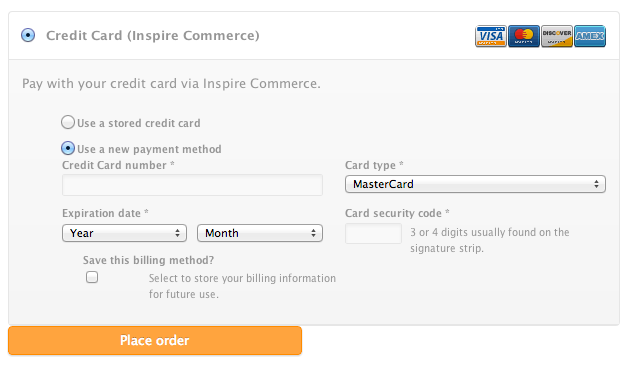 Credit Card (Inspire Commerce)
VISA MasterCard DISCOVER AMEX
Pay with your credit card via Inspire Commerce.
Use a stored credit card
Use a new payment method
Credit Card number *
Card type *
MasterCard
Expiration date *
Card security code *
Year
Month
3 or 4 digits usually found on the
signature strip.
Save this billing method?
Select to store your billing information
for future use.
Place order